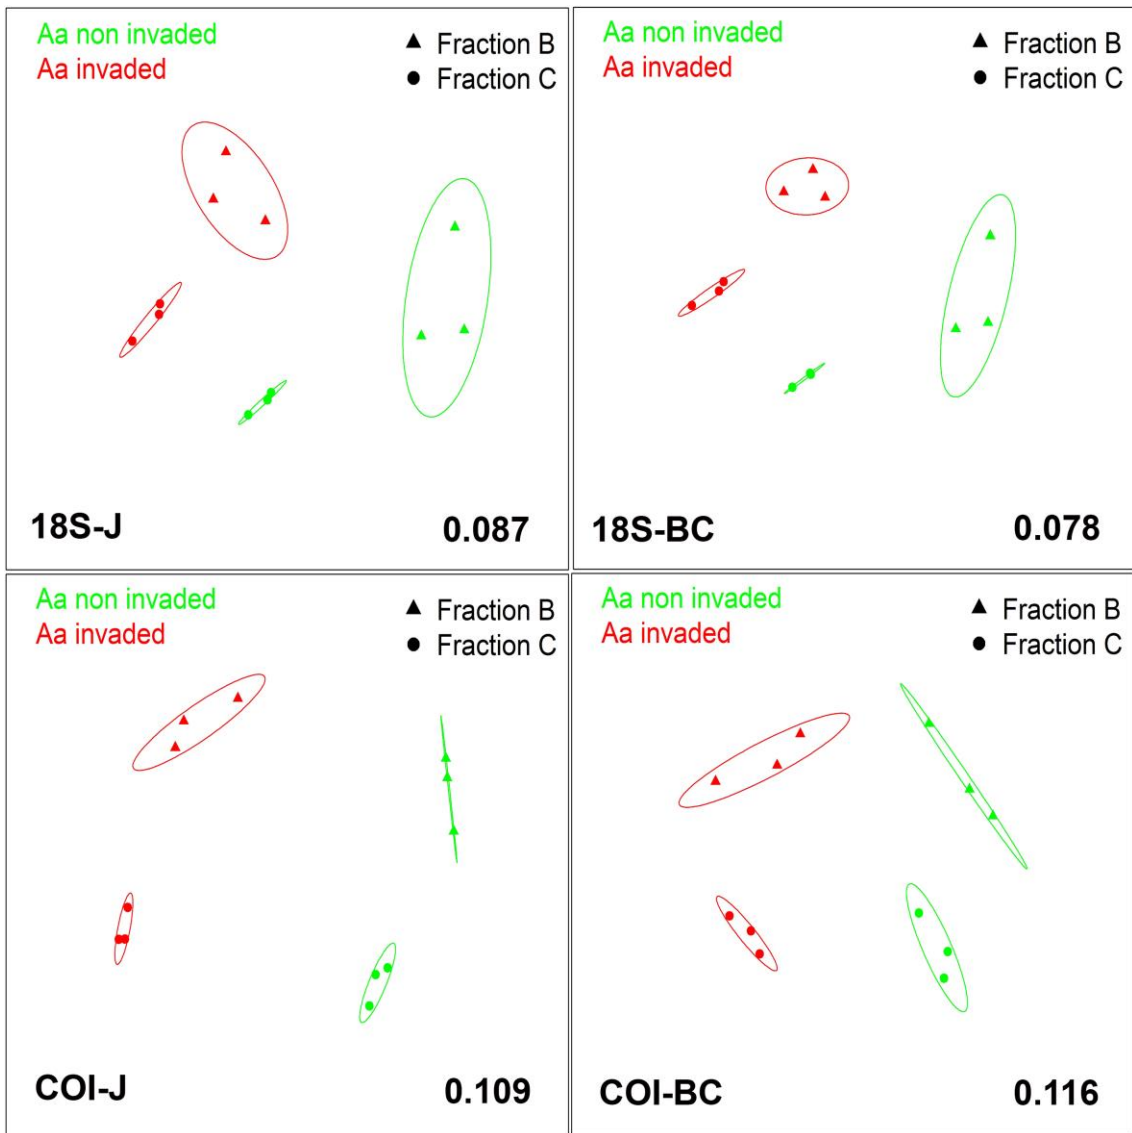 Aa non invaded
Aa invaded
Fraction B
Fraction C
18S-J
0.087
Aa non invaded
Aa invaded
Fraction B
Fraction C
18S-BC
0.078
Aa non invaded
Aa invaded
Fraction B
Fraction C
COI-J
0.109
Aa non invaded
Aa invaded
Fraction B
Fraction C
COI-BC
0.116